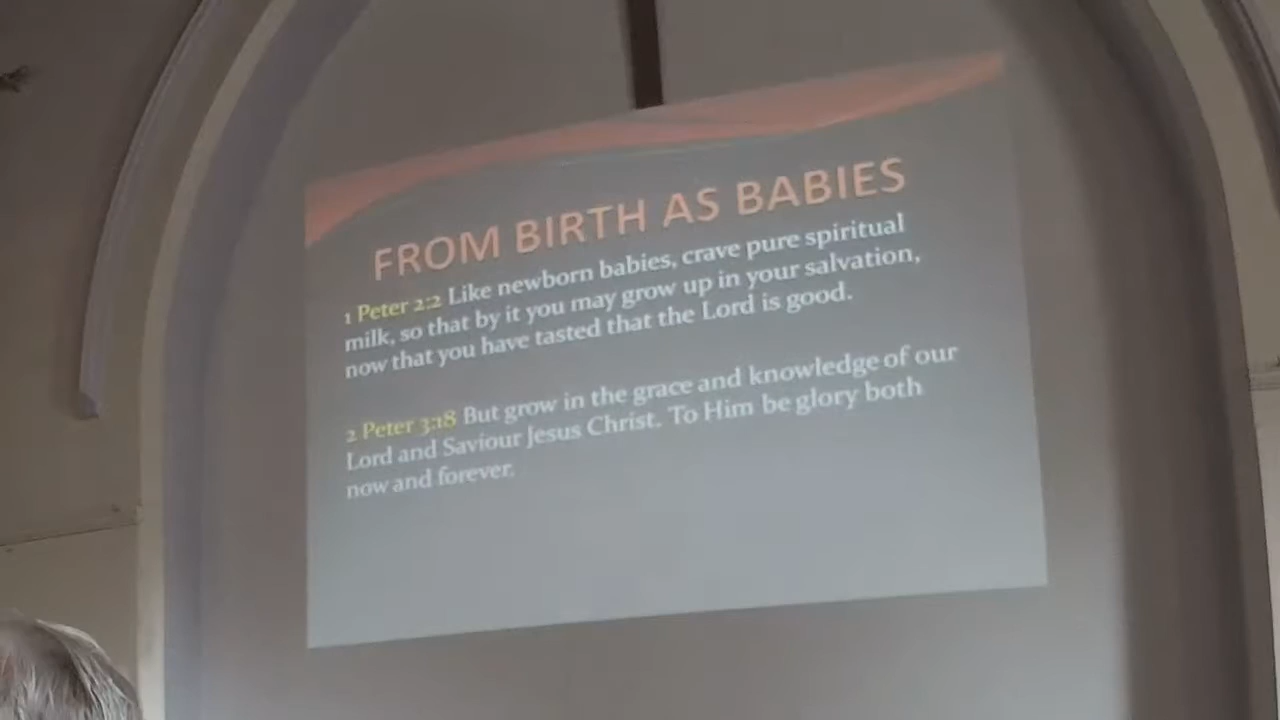 FROM BIRTH AS BABIES
1 Peter 2:2 Like newborn babies, crave pure spiritual
milk, so that by it you may grow up in your salvation,
now that you have tasted that the Lord is good.
2 Peter 3:18 But grow in the grace and knowledge of our
Lord and Saviour Jesus Christ. To Him be glory both
now and forever.